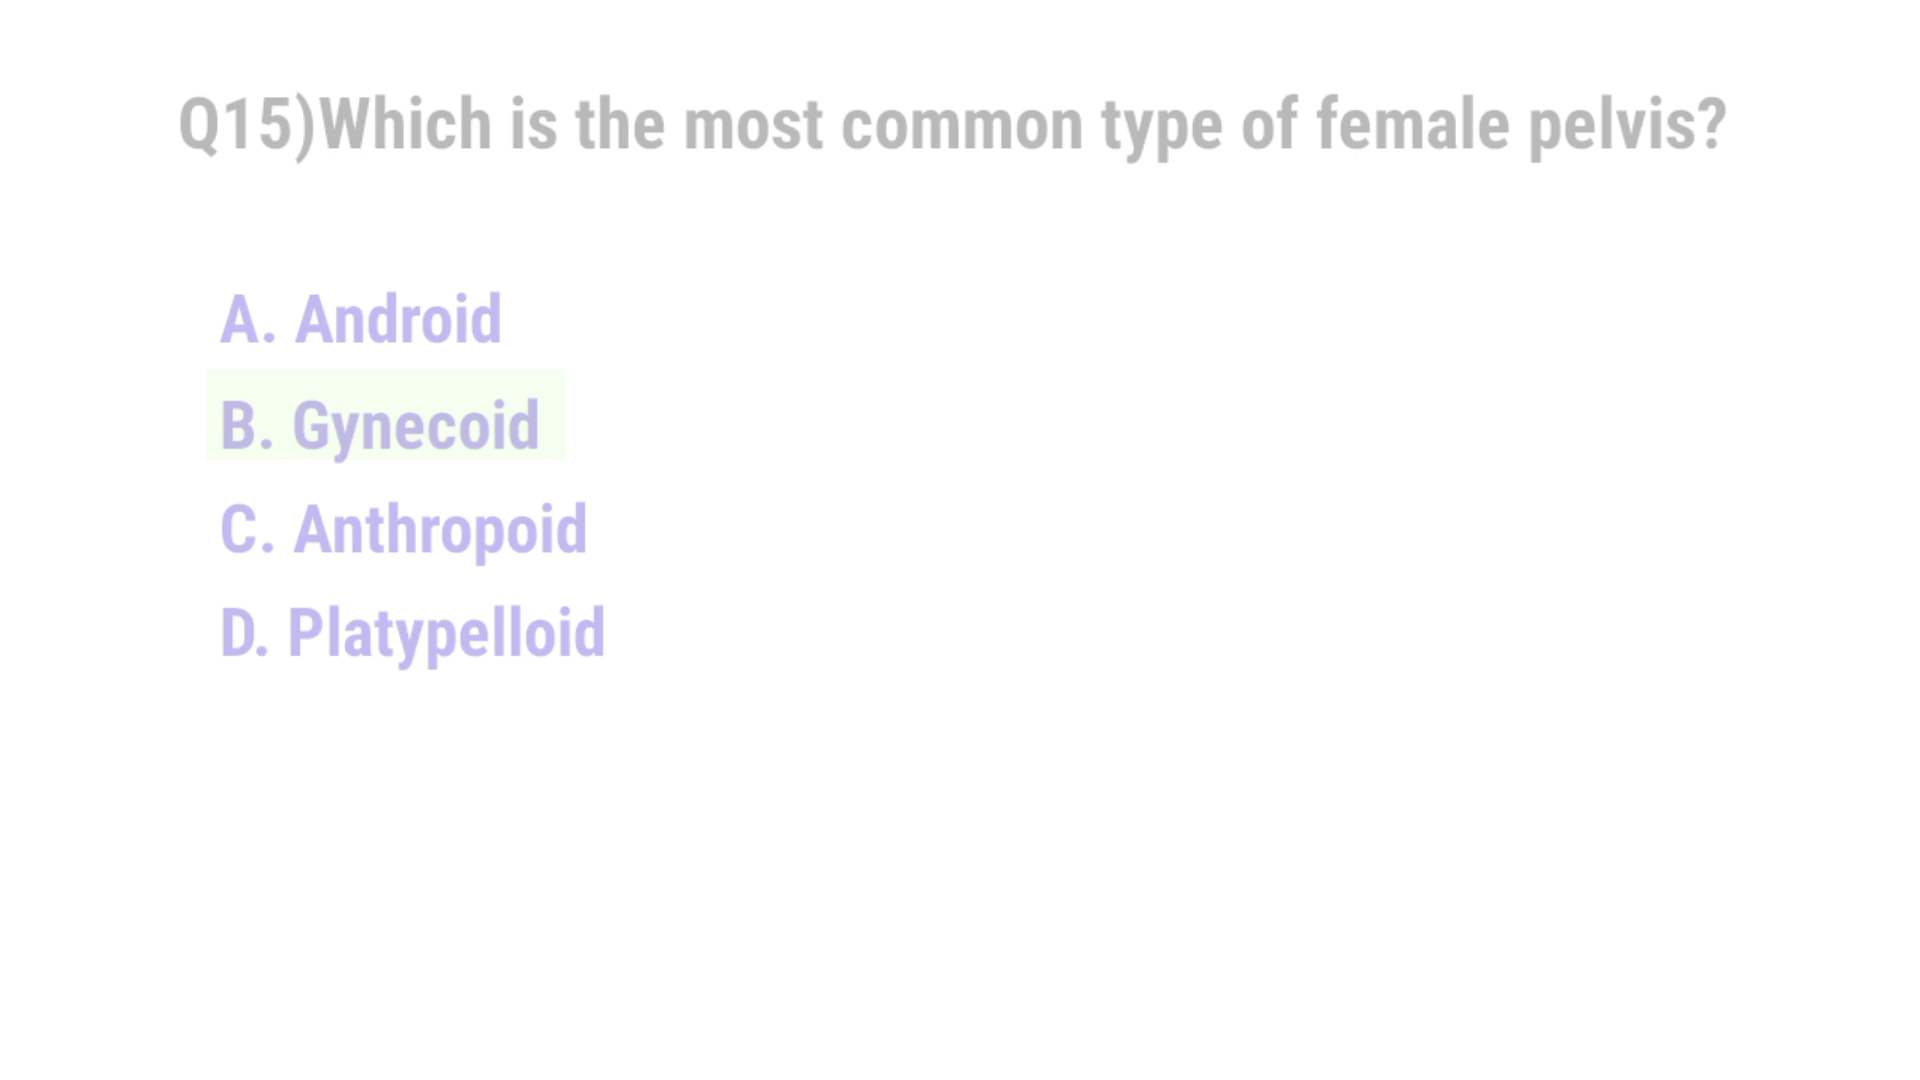 Q15)Which is the most common type of female pelvis?
A. Android
B. Gynecoid
C. Anthropoid
D. Platypelloid